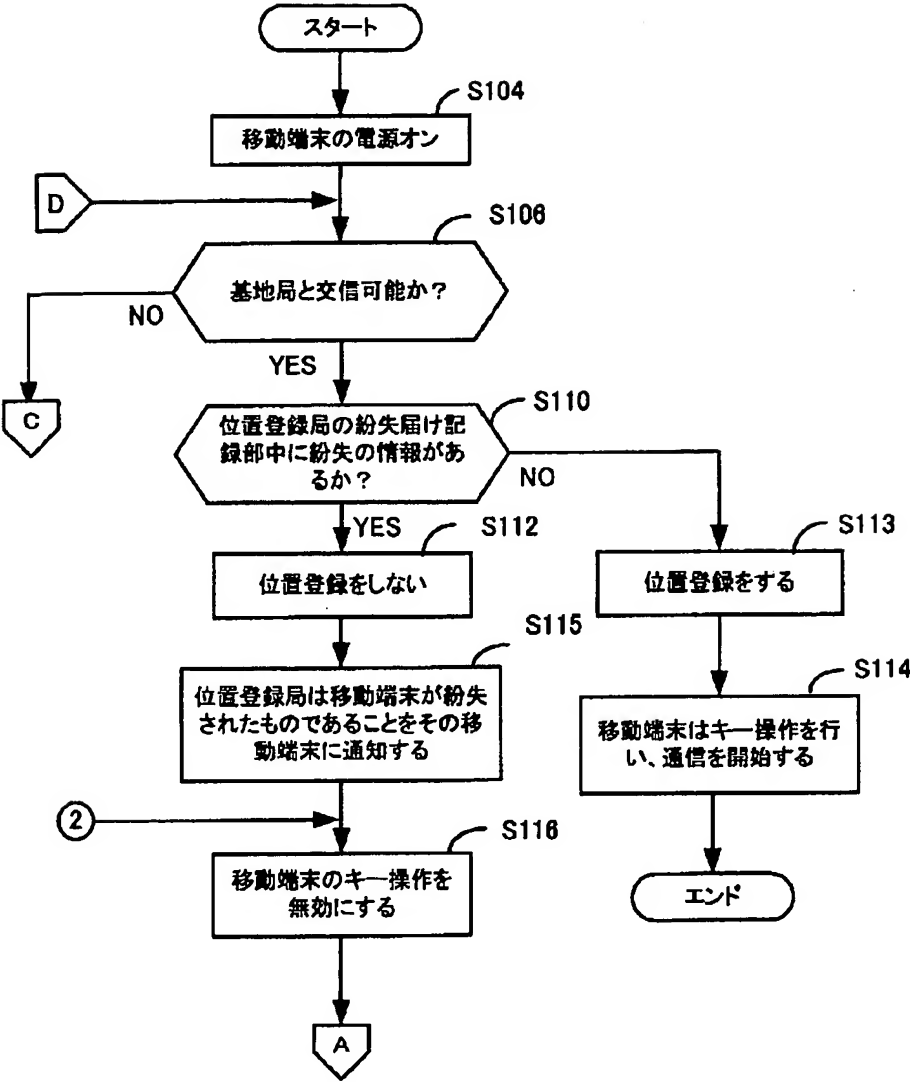 スタート
S104
移動端末の電源オン
D
S106
基地局と交信可能か？
NO
YES
C
S110
位置登録局の紛失届け記
録部中に紛失の情報があ
るか？
NO
YES
S112
位置登録をしない
S113
位置登録をする
S115
位置登録局は移動端末が紛失
されたものであることをその移
動端末に通知する
S114
移動端末はキー操作を行
い、通信を開始する
2
S116
移動端末のキー操作を
無効にする
エンド
A